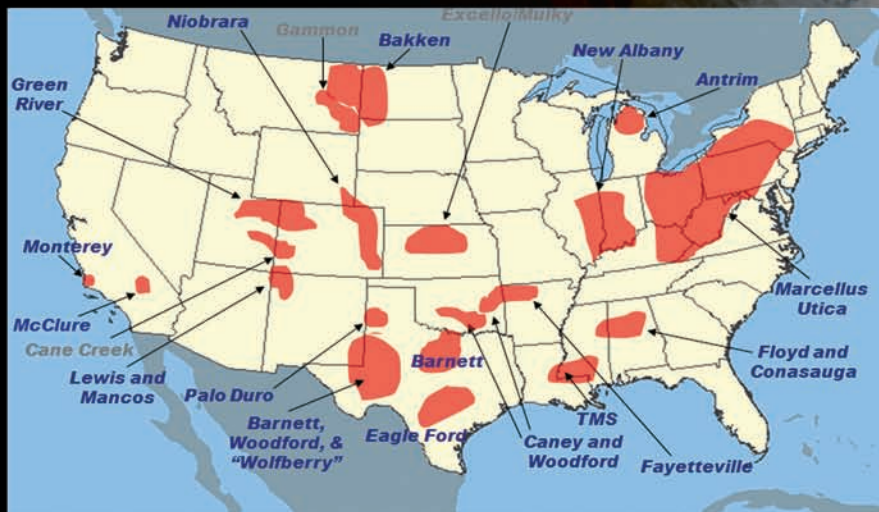 Excello/Mulky
Niobrara
Gammon
Bakken
New Albany
Green
River
Antrim
Monterey
McClure
Cane Creek
Lewis and
Mancos
Palo Duro
Barnett,
Woodford, &
“Wolfberry”
Barnett
Eagle Ford
TMS
Caney and
Woodford
Fayetteville
Floyd and
Conasauga
Marcellus
Utica